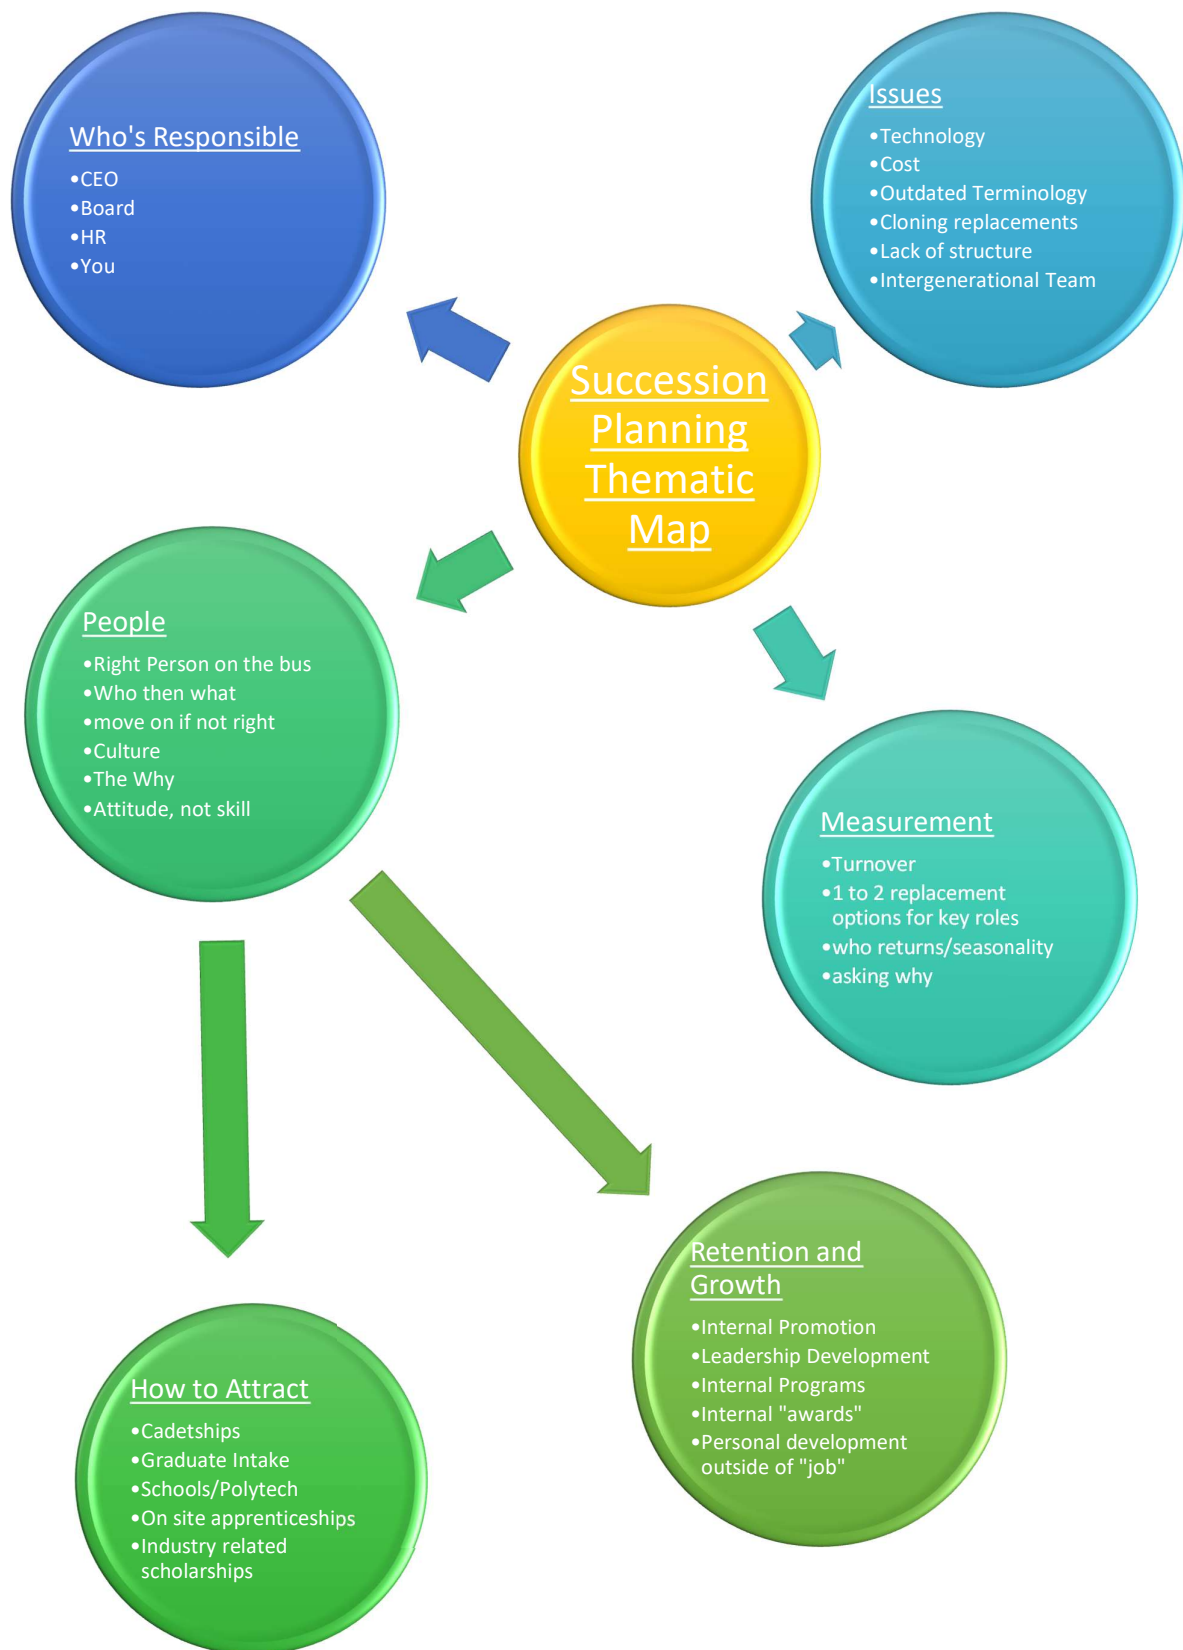 Who's Responsible
•CEO
•Board
•HR
•You
Issues
•Technology
•Cost
•Outdated Terminology
•Cloning replacements
•Lack of structure
•Intergenerational Team
Succession
Planning
Thematic
Map
People
•Right Person on the bus
•Who then what
•move on if not right
•Culture
•The Why
•Attitude, not skill
Measurement
•Turnover
•1 to 2 replacement
options for key roles
•who returns/seasonality
•asking why
Retention and
Growth
•Internal Promotion
•Leadership Development
•Internal Programs
•Internal "awards"
•Personal development
outside of "job"
How to Attract
•Cadetships
•Graduate Intake
•Schools/Polytech
•On site apprenticeships
•Industry related
scholarships